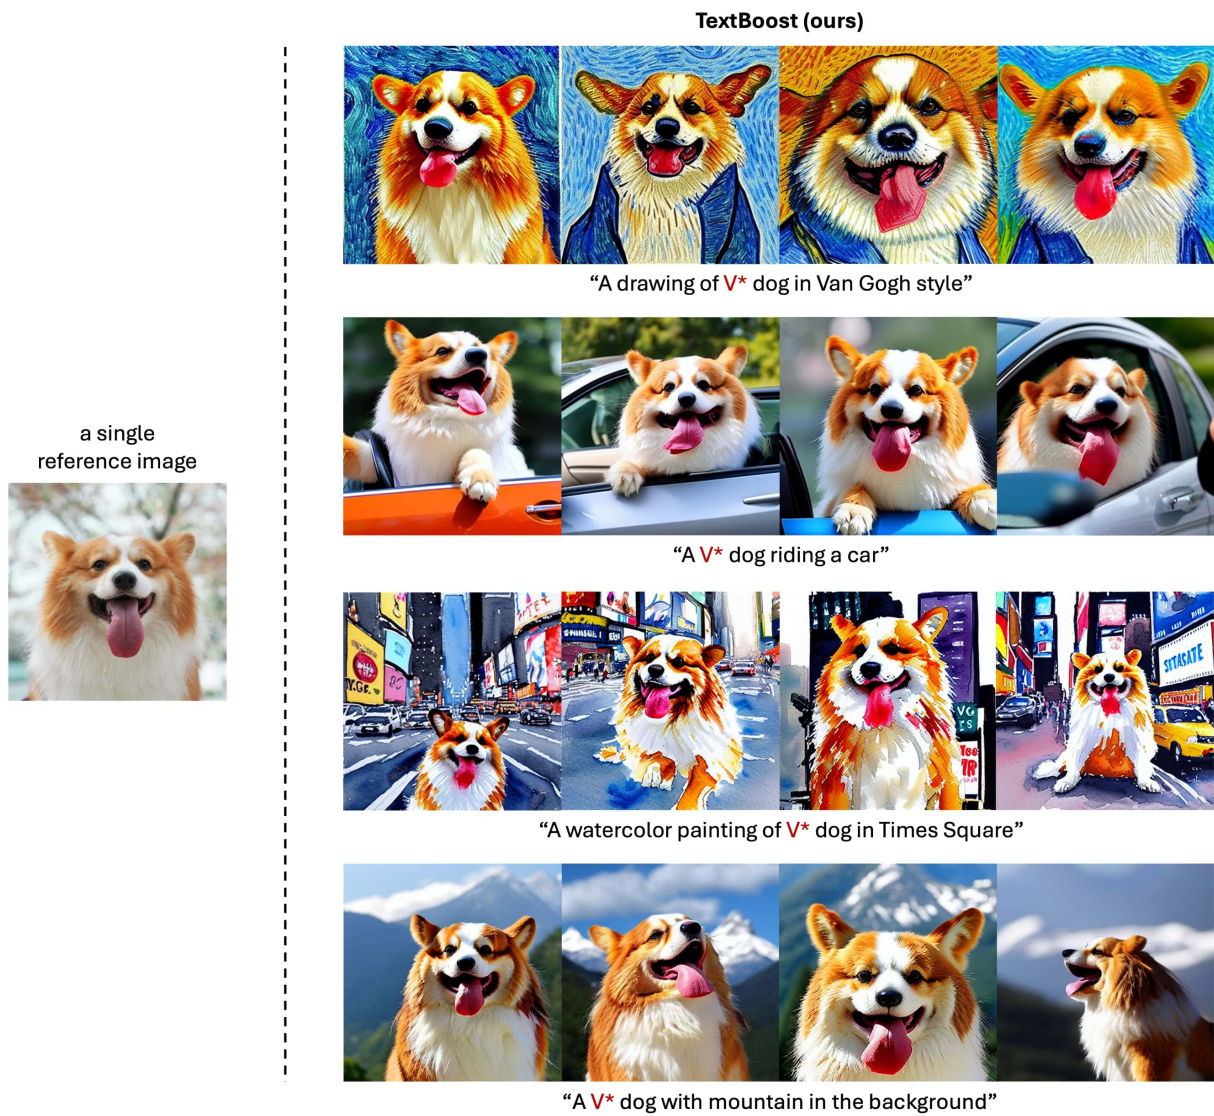 TextBoost (ours)
“A drawing of V* dog in Van Gogh style”
a single
reference image
“A V* dog riding a car”
STATASATE
“A watercolor painting of V* dog in Times Square”
“A V* dog with mountain in the background”